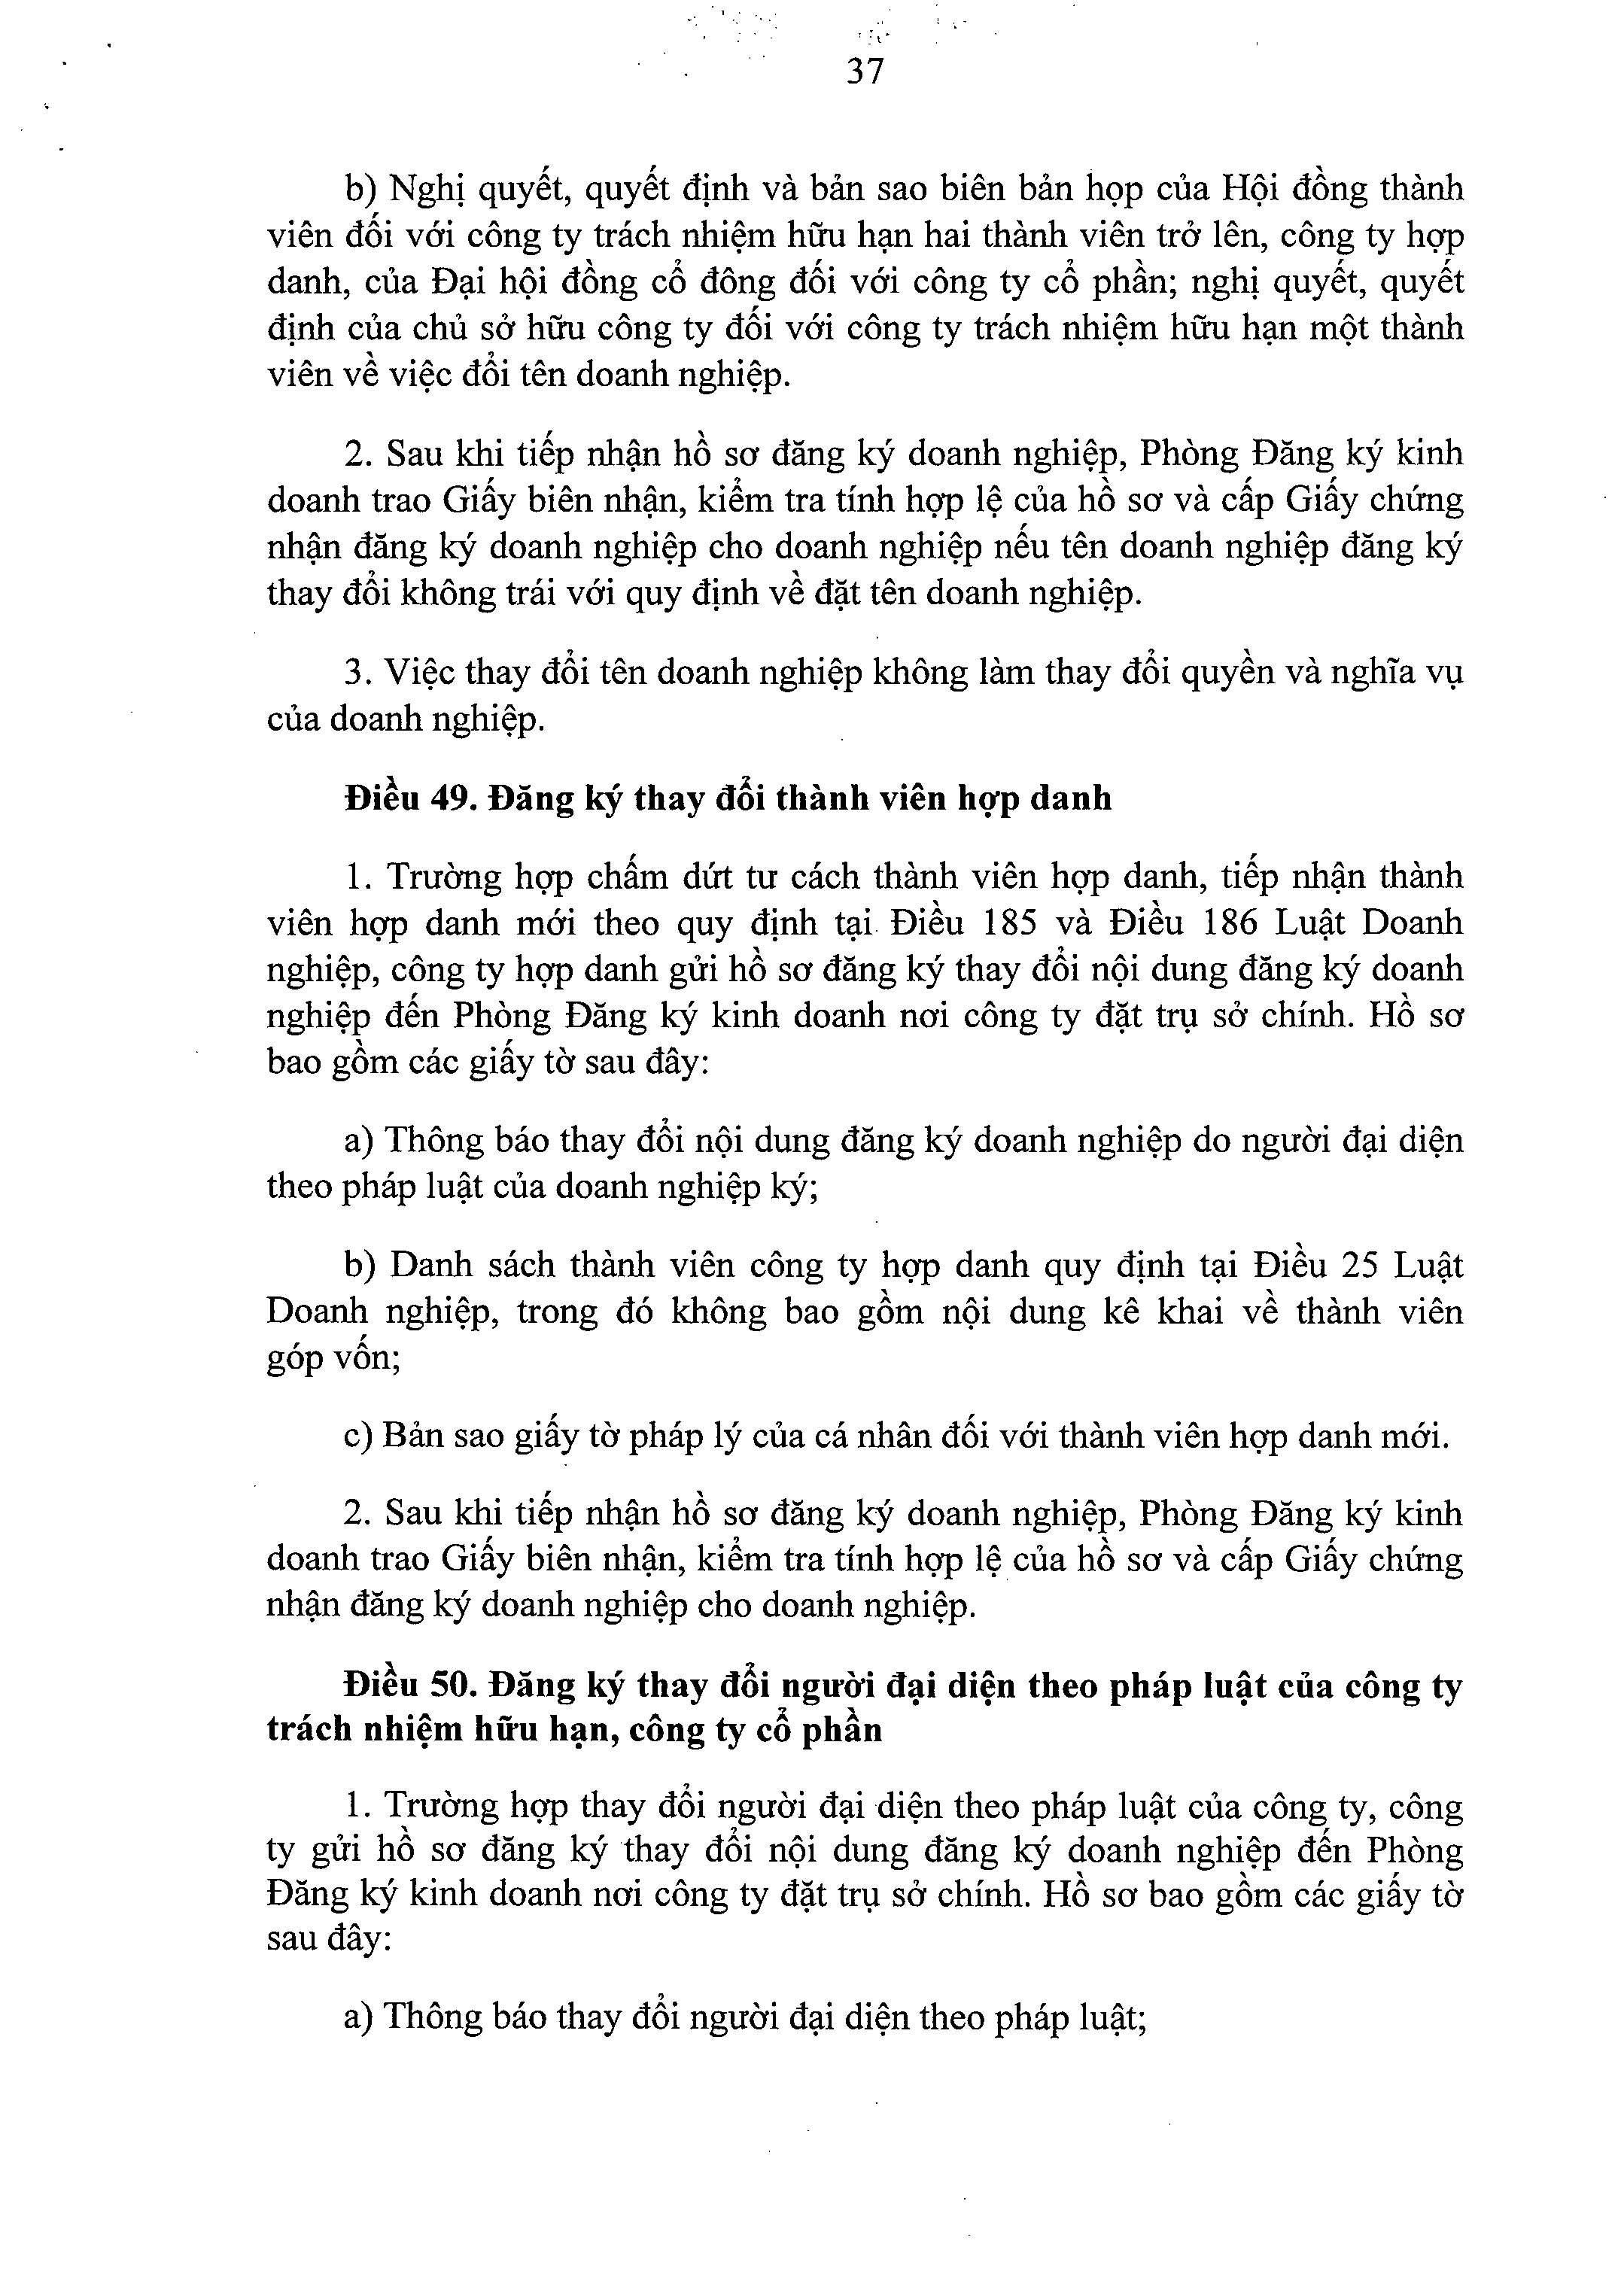 37
b) Nghị quyết, quyết định và bản sao biên bản họp của Hội đồng thành
viên đối với công ty trách nhiệm hữu hạn hai thành viên trở lên, công ty hợp
danh, của Đại hội đồng cổ đông đối với công ty cổ phần; nghị quyết, quyết
định của chủ sở hữu công ty đối với công ty trách nhiệm hữu hạn một thành
viên về việc đổi tên doanh nghiệp.
2. Sau khi tiếp nhận hồ sơ đăng ký doanh nghiệp, Phòng Đăng ký kinh
doanh trao Giấy biên nhận, kiểm tra tính hợp lệ của hồ sơ và cấp Giấy chứng
nhận đăng ký doanh nghiệp cho doanh nghiệp nếu tên doanh nghiệp đăng ký
thay đổi không trái với quy định về đặt tên doanh nghiệp.
3. Việc thay đổi tên doanh nghiệp không làm thay đổi quyền và nghĩa vụ
của doanh nghiệp.
Điều 49. Đăng ký thay đổi thành viên hợp danh
1. Trường hợp chấm dứt tư cách thành viên hợp danh, tiếp nhận thành
viên hợp danh mới theo quy định tại Điều 185 và Điều 186 Luật Doanh
nghiệp, công ty hợp danh gửi hồ sơ đăng ký thay đổi nội dung đăng ký doanh
nghiệp đến Phòng Đăng ký kinh doanh nơi công ty đặt trụ sở chính. Hồ sơ
bao gồm các giấy tờ sau đây:
a) Thông báo thay đổi nội dung đăng ký doanh nghiệp do người đại diện
theo pháp luật của doanh nghiệp ký;
b) Danh sách thành viên công ty hợp danh quy định tại Điều 25 Luật
Doanh nghiệp, trong đó không bao gồm nội dung kê khai về thành viên
góp vốn;
c) Bản sao giấy tờ pháp lý của cá nhân đối với thành viên hợp danh mới.
2. Sau khi tiếp nhận hồ sơ đăng ký doanh nghiệp, Phòng Đăng ký kinh
doanh trao Giấy biên nhận, kiểm tra tính hợp lệ của hồ sơ và cấp Giấy chứng
nhận đăng ký doanh nghiệp cho doanh nghiệp.
Điều 50. Đăng ký thay đổi người đại diện theo pháp luật của công ty
trách nhiệm hữu hạn, công ty cổ phần
1. Trường hợp thay đổi người đại diện theo pháp luật của công ty, công
ty gửi hồ sơ đăng ký thay đổi nội dung đăng ký doanh nghiệp đến Phòng
Đăng ký kinh doanh nơi công ty đặt trụ sở chính. Hồ sơ bao gồm các giấy tờ
sau đây:
a) Thông báo thay đổi người đại diện theo pháp luật;